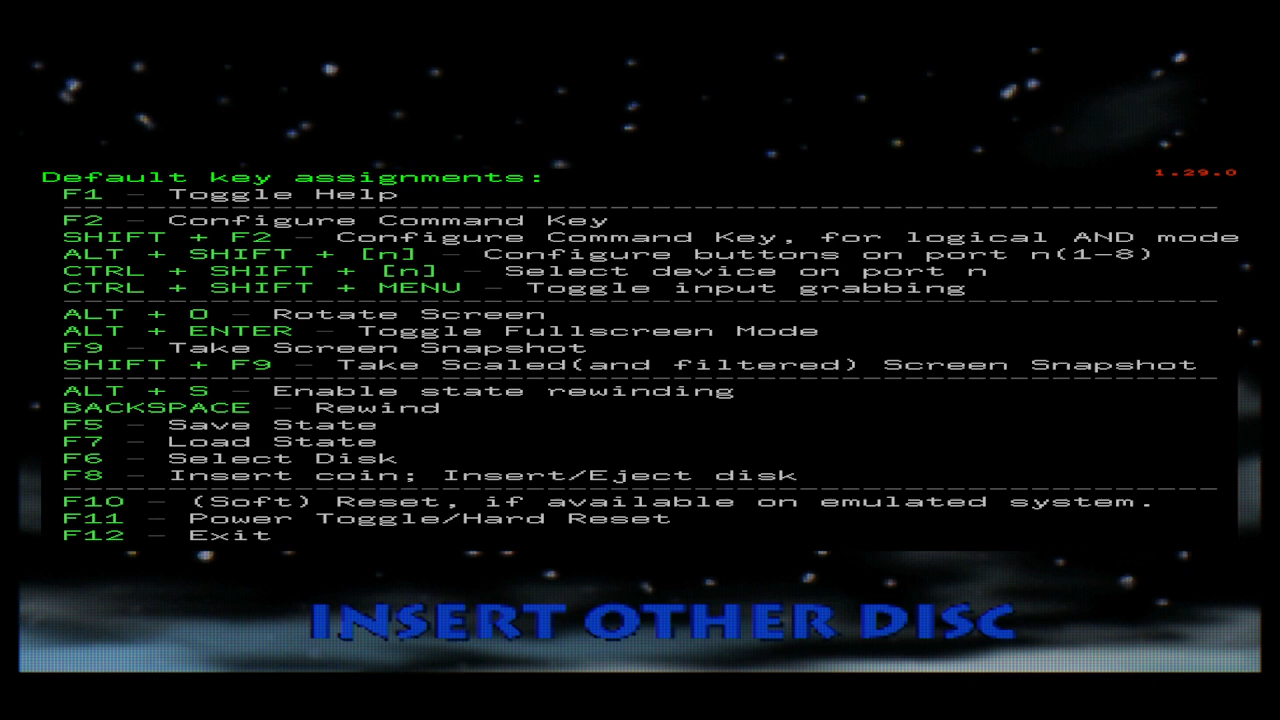 Default key assignments:
1.29.0
F1 - Toggle Help
F2 - Configure Command Key
SHIFT + F2 - Configure Command Key, for logical AND mode
ALT + SHIFT + [n] - Configure buttons on port n(1-8)
CTRL + SHIFT + [n] - Select device on port n
CTRL + SHIFT + MENU - Toggle input grabbing
ALT + O - Rotate Screen
ALT + ENTER - Toggle Fullscreen Mode
F9 - Take Screen Snapshot
SHIFT + F9 - Take Scaled(and filtered) Screen Snapshot
ALT + S - Enable state rewinding
BACKSPACE - Rewind
F5 - Save State
F7 - Load State
F6 - Select Disk
F8 - Insert coin; Insert/Eject disk
F10 - (Soft) Reset, if available on emulated system.
F11 - Power Toggle/Hard Reset
F12 - Exit
INSERT OTHER DISC